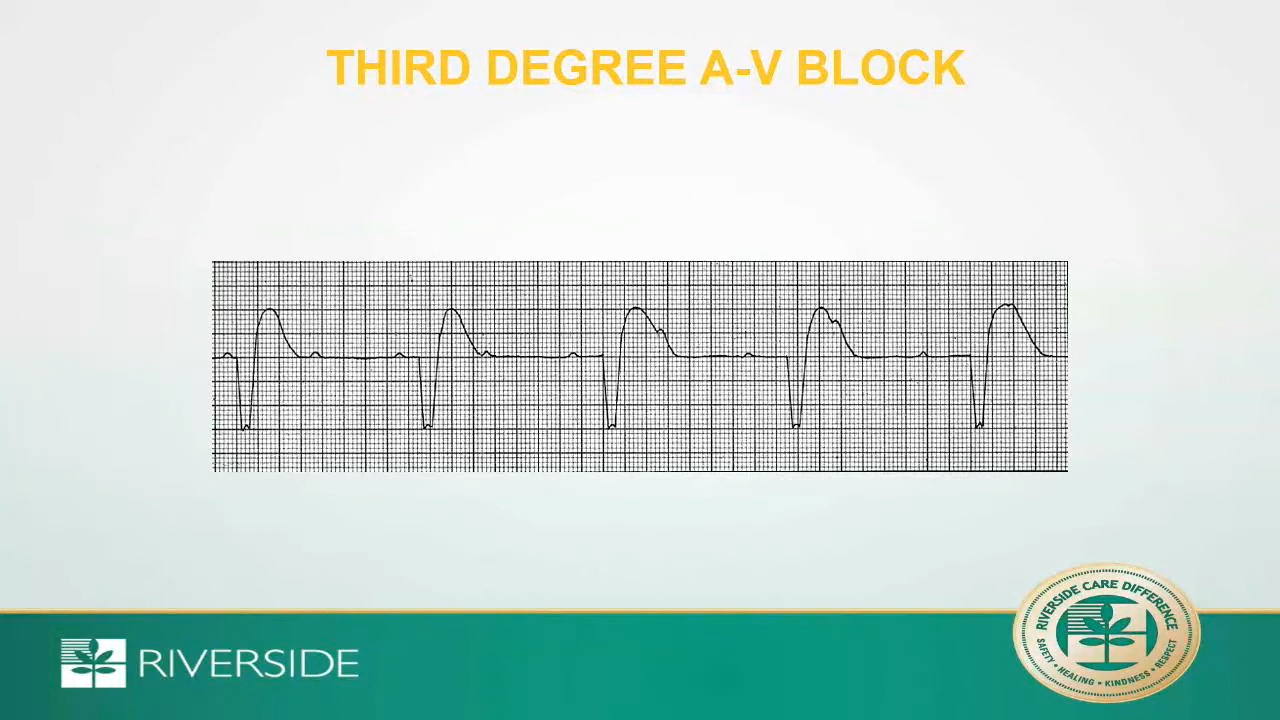 THIRD DEGREE A-V BLOCK
RIVERSIDE CARE DIFFERENCE
SAFETY • HEALING • KINDNESS • RESPECT
RIVERSIDE